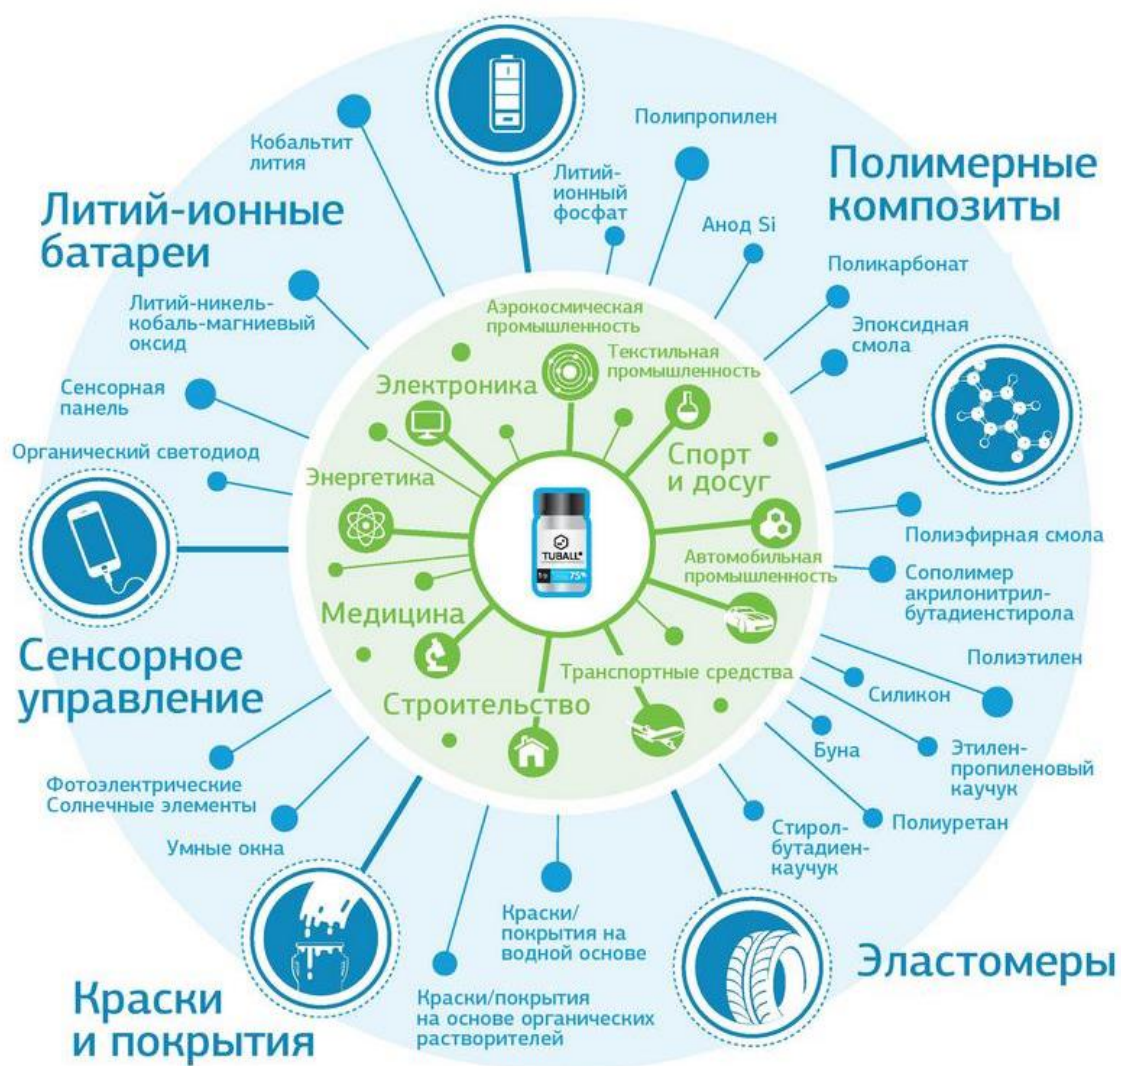 Кобальтит
лития
Литий-ионные
батареи
Литий-никель-
кобаль-магниевый
оксид
Литий-
ионный
фосфат
Полипропилен
Анод Si
Полимерные
композиты
Поликарбонат
Эпоксидная
смола
Полиэфирная смола
Сополимер
акрилонитрил-
бутадиенстирола
Полиэтилен
Силикон
Этилен-
пропиленовый
каучук
Буна
Полиуретан
Стирол-
бутадиен-
каучук
Эластомеры
Краски/
покрытия на
водной основе
Краски/покрытия
на основе органических
растворителей
Краски
и покрытия
Умные окна
Фотоэлектрические
Солнечные элементы
Сенсорное
управление
Органический светодиод
Сенсорная
панель
Аэрокосмическая
промышленность
Текстильная
промышленность
Электроника
Спорт
и досуг
Энергетика
Автомобильная
промышленность
Медицина
Транспортные средства
Строительство
TUBALL
75%